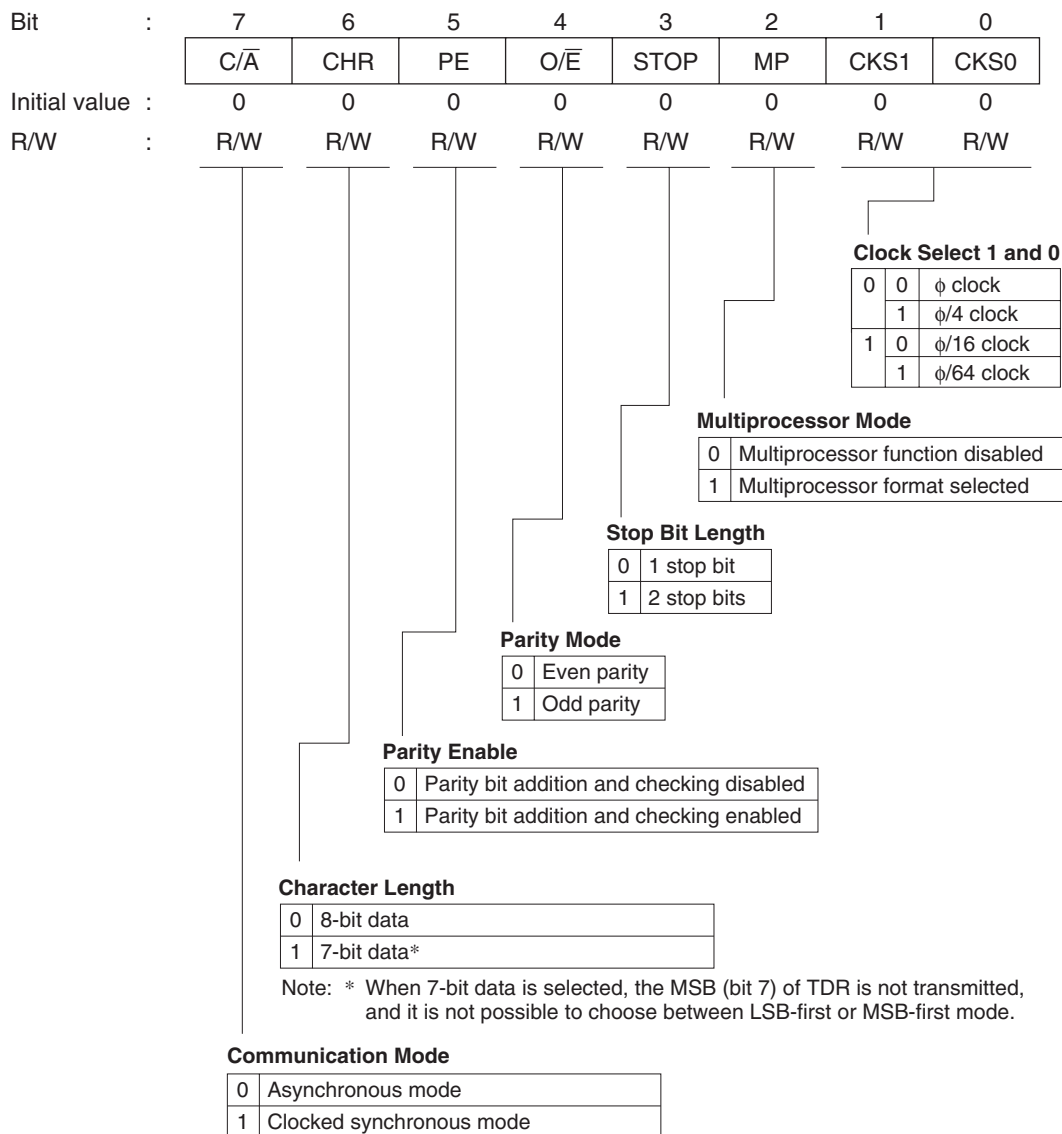 Bit : 7 6 5 4 3 2 1 0
C/A̅ CHR PE O/E̅ STOP MP CKS1 CKS0
Initial value : 0 0 0 0 0 0 0 0
R/W : R/W R/W R/W R/W R/W R/W R/W R/W
Clock Select 1 and 0
0 0 φ clock
1 φ/4 clock
1 0 φ/16 clock
1 φ/64 clock
Multiprocessor Mode
0 Multiprocessor function disabled
1 Multiprocessor format selected
Stop Bit Length
0 1 stop bit
1 2 stop bits
Parity Mode
0 Even parity
1 Odd parity
Parity Enable
0 Parity bit addition and checking disabled
1 Parity bit addition and checking enabled
Character Length
0 8-bit data
1 7-bit data*
Note: * When 7-bit data is selected, the MSB (bit 7) of TDR is not transmitted,
and it is not possible to choose between LSB-first or MSB-first mode.
Communication Mode
0 Asynchronous mode
1 Clocked synchronous mode